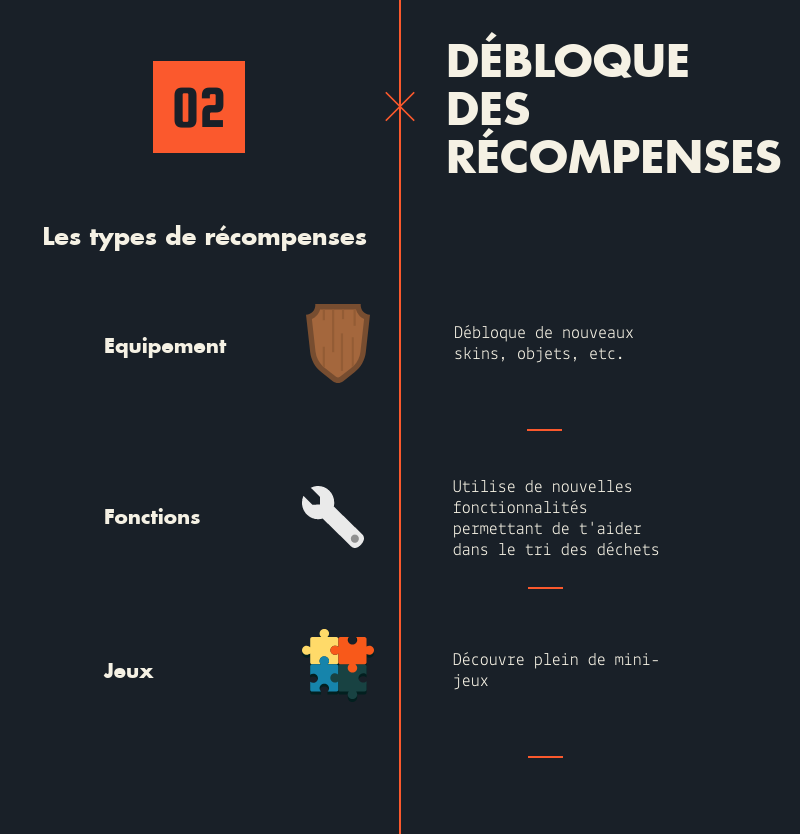 02
DÉBLOQUE
DES
RÉCOMPENSES
Les types de récompenses
Equipement
Débloque de nouveaux
skins, objets, etc.
Fonctions
Utilise de nouvelles
fonctionnalités
permettant de t'aider
dans le tri des déchets
Jeux
Découvre plein de mini-
jeux